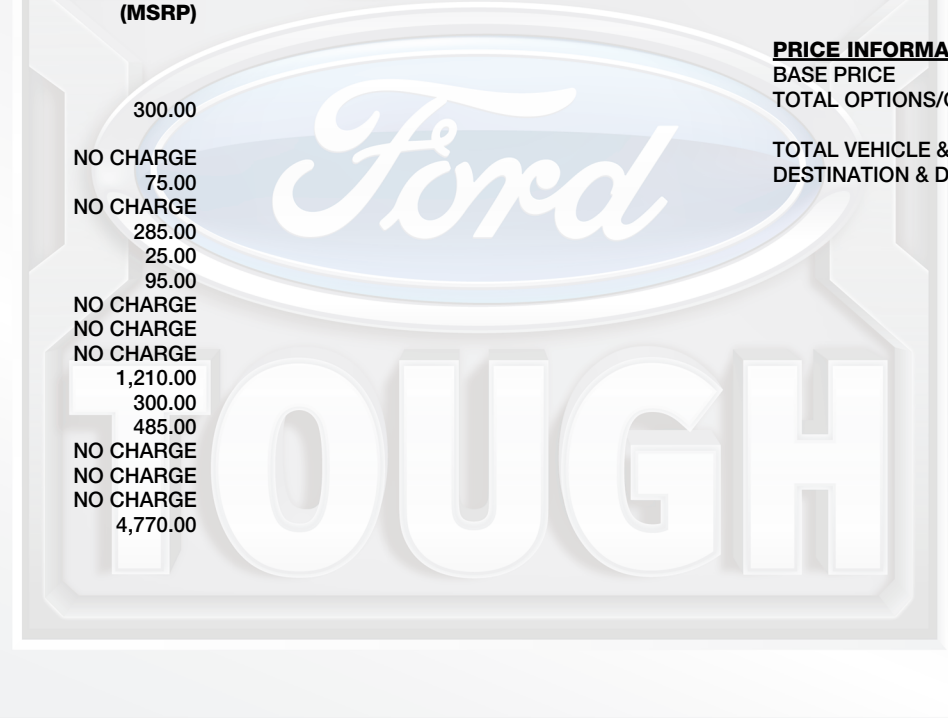 (MSRP)
300.00
NO CHARGE
75.00
NO CHARGE
285.00
25.00
95.00
NO CHARGE
NO CHARGE
NO CHARGE
1,210.00
300.00
485.00
NO CHARGE
NO CHARGE
NO CHARGE
4,770.00
PRICE INFORMA
BASE PRICE
TOTAL OPTIONS/
TOTAL VEHICLE &
DESTINATION & D
Ford
TOUGH